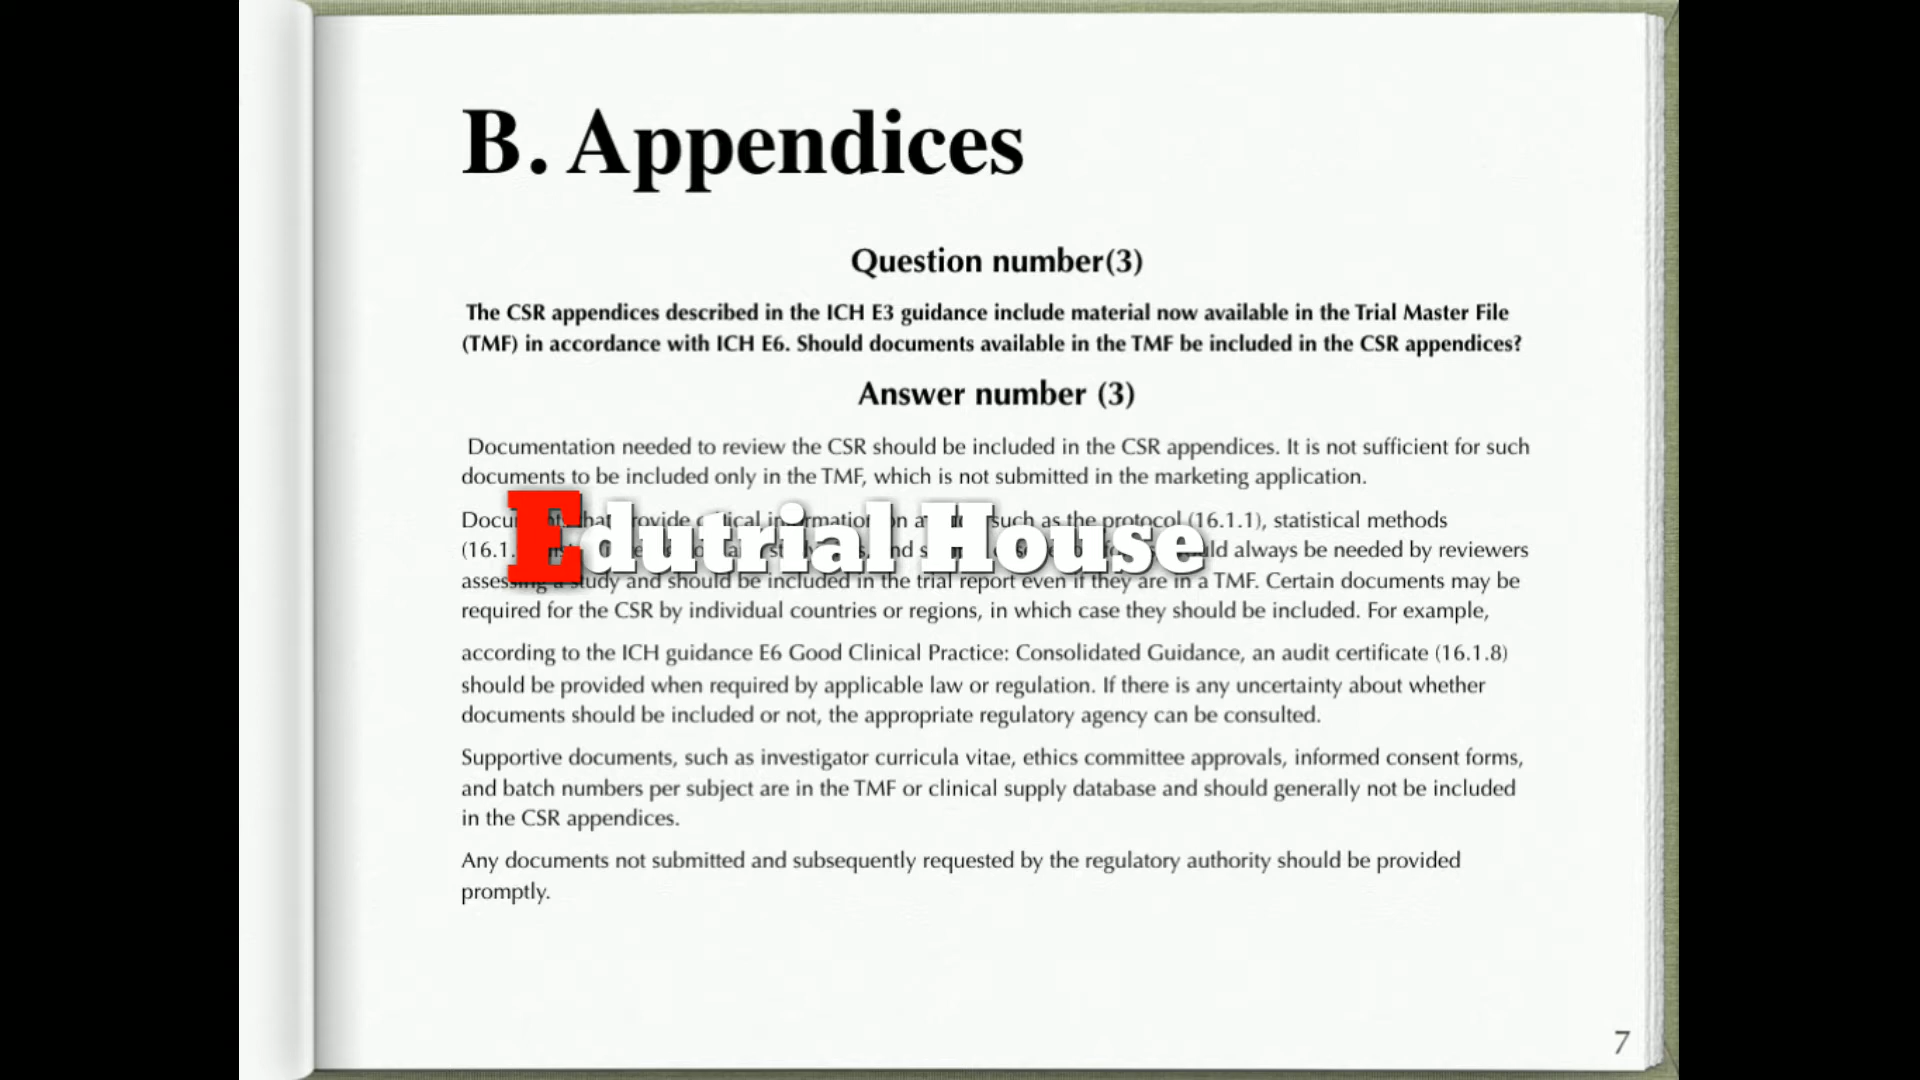 B. Appendices
Question number(3)
The CSR appendices described in the ICH E3 guidance include material now available in the Trial Master File
(TMF) in accordance with ICH E6. Should documents available in the TMF be included in the CSR appendices?
Answer number (3)
Documentation needed to review the CSR should be included in the CSR appendices. It is not sufficient for such
documents to be included only in the TMF, which is not submitted in the marketing application.
such as the protocol (16.1.1), statistical methods
Edutrial House
always be needed by reviewers
study and should be included in the trial report even if they are in a TMF. Certain documents may be
required for the CSR by individual countries or regions, in which case they should be included. For example,
according to the ICH guidance E6 Good Clinical Practice: Consolidated Guidance, an audit certificate (16.1.8)
should be provided when required by applicable law or regulation. If there is any uncertainty about whether
documents should be included or not, the appropriate regulatory agency can be consulted.
Supportive documents, such as investigator curricula vitae, ethics committee approvals, informed consent forms,
and batch numbers per subject are in the TMF or clinical supply database and should generally not be included
in the CSR appendices.
Any documents not submitted and subsequently requested by the regulatory authority should be provided
promptly.
7